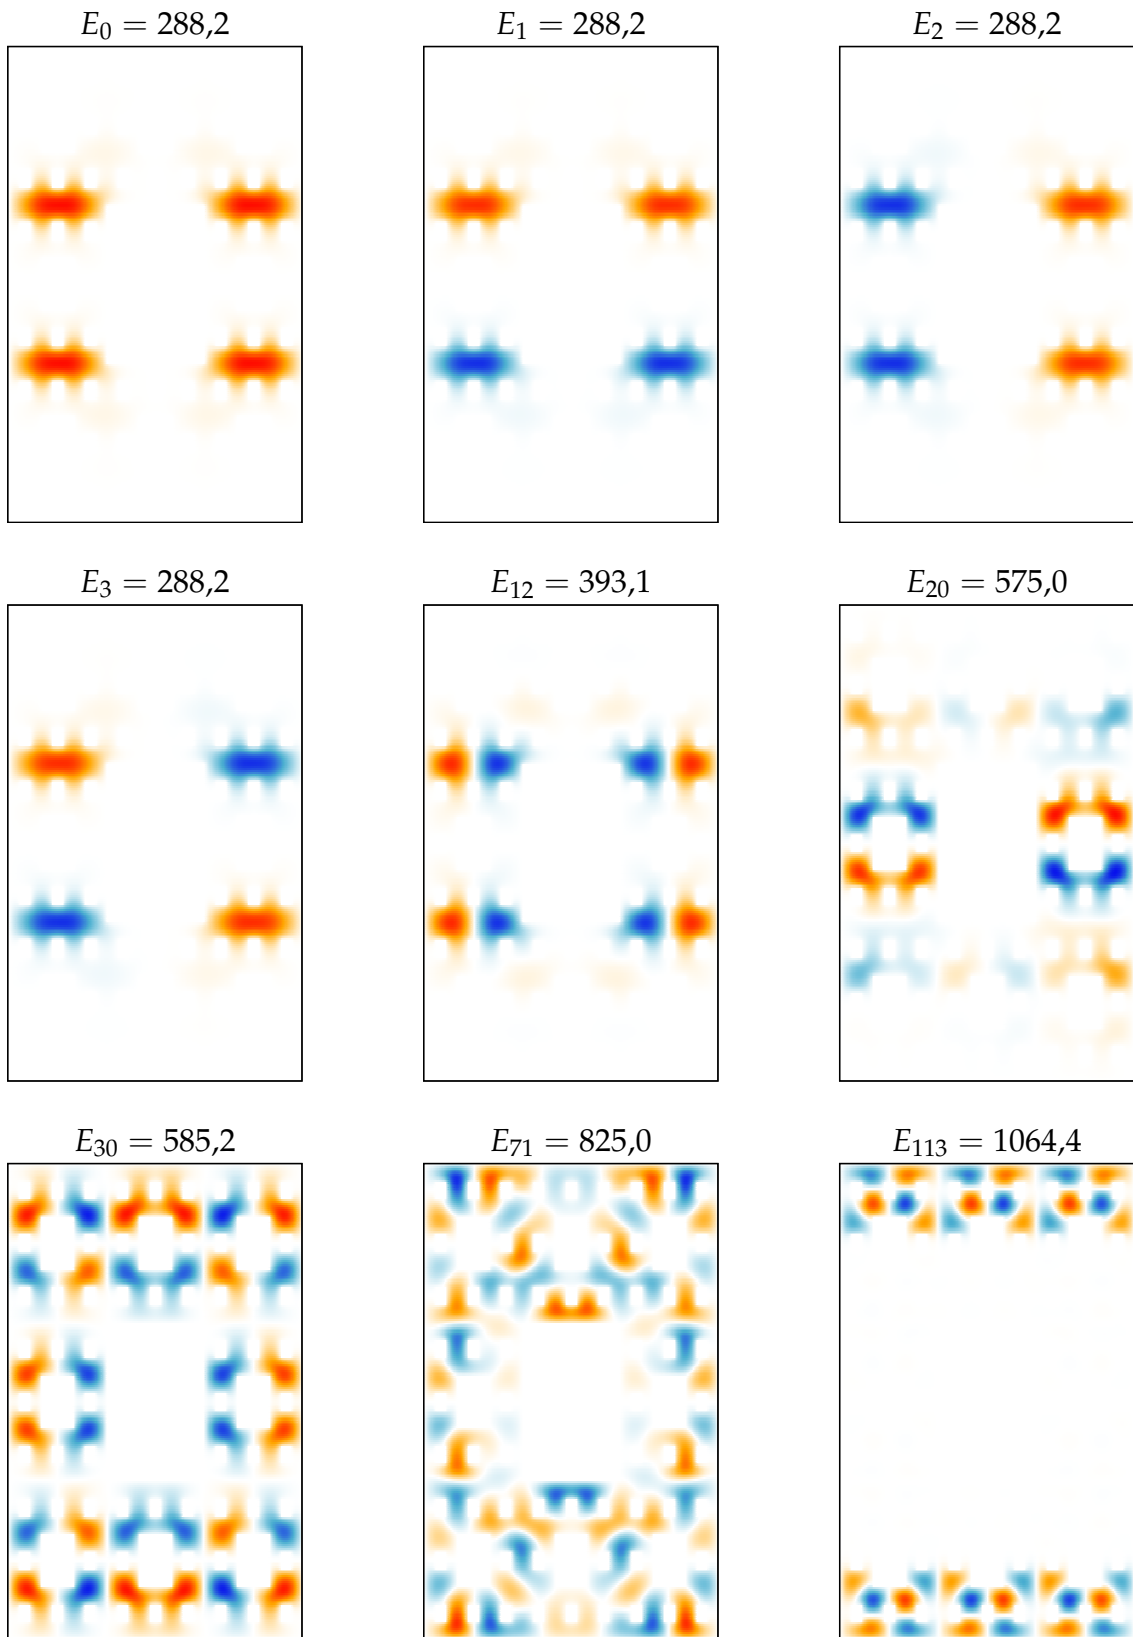 E₀ = 288,2
E₁ = 288,2
E₂ = 288,2
E₃ = 288,2
E₁₂ = 393,1
E₂₀ = 575,0
E₃₀ = 585,2
E₇₁ = 825,0
E₁₁₃ = 1064,4